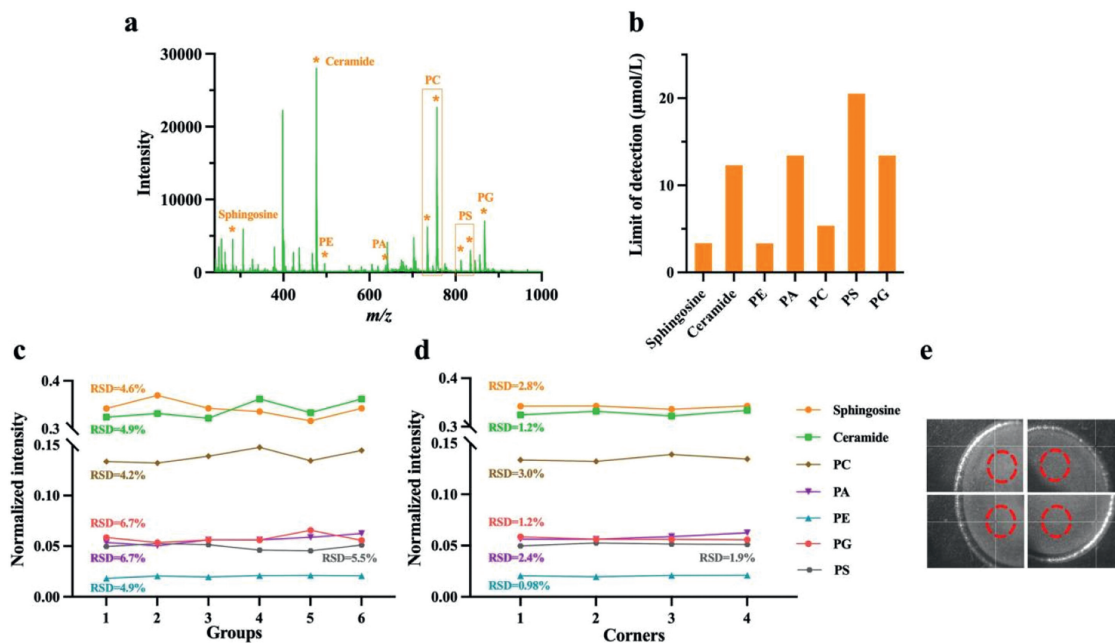 a
30000
20000
10000
0
Intensity
400
600
800
1000
m/z
Sphingosine
*
* Ceramide
PE
*
PA
*
PC
*
*
PS
*
*
PG
*
b
20
10
0
Limit of detection (μmol/L)
Sphingosine
Ceramide
PE
PA
PC
PS
PG
c
0.4
0.3
0.15
0.10
0.05
0.00
Normalized intensity
RSD=4.6%
RSD=4.9%
RSD=4.2%
RSD=6.7%
RSD=6.7%
RSD=5.5%
RSD=4.9%
1 2 3 4 5 6
Groups
d
0.4
0.3
0.15
0.10
0.05
0.00
Normalized intensity
RSD=2.8%
RSD=1.2%
RSD=3.0%
RSD=1.2%
RSD=2.4%
RSD=1.9%
RSD=0.98%
1 2 3 4
Corners
Sphingosine
Ceramide
PC
PA
PE
PG
PS
e